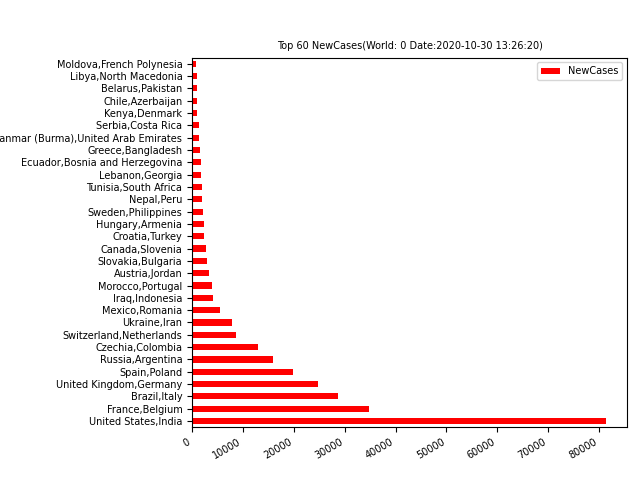 Top 60 NewCases(World: 0 Date:2020-10-30 13:26:20)
NewCases
Moldova,French Polynesia
Libya,North Macedonia
Belarus,Pakistan
Chile,Azerbaijan
Kenya,Denmark
Serbia,Costa Rica
anmar (Burma),United Arab Emirates
Greece,Bangladesh
Ecuador,Bosnia and Herzegovina
Lebanon,Georgia
Tunisia,South Africa
Nepal,Peru
Sweden,Philippines
Hungary,Armenia
Croatia,Turkey
Canada,Slovenia
Slovakia,Bulgaria
Austria,Jordan
Morocco,Portugal
Iraq,Indonesia
Mexico,Romania
Ukraine,Iran
Switzerland,Netherlands
Czechia,Colombia
Russia,Argentina
Spain,Poland
United Kingdom,Germany
Brazil,Italy
France,Belgium
United States,India
0 10000 20000 30000 40000 50000 60000 70000 80000